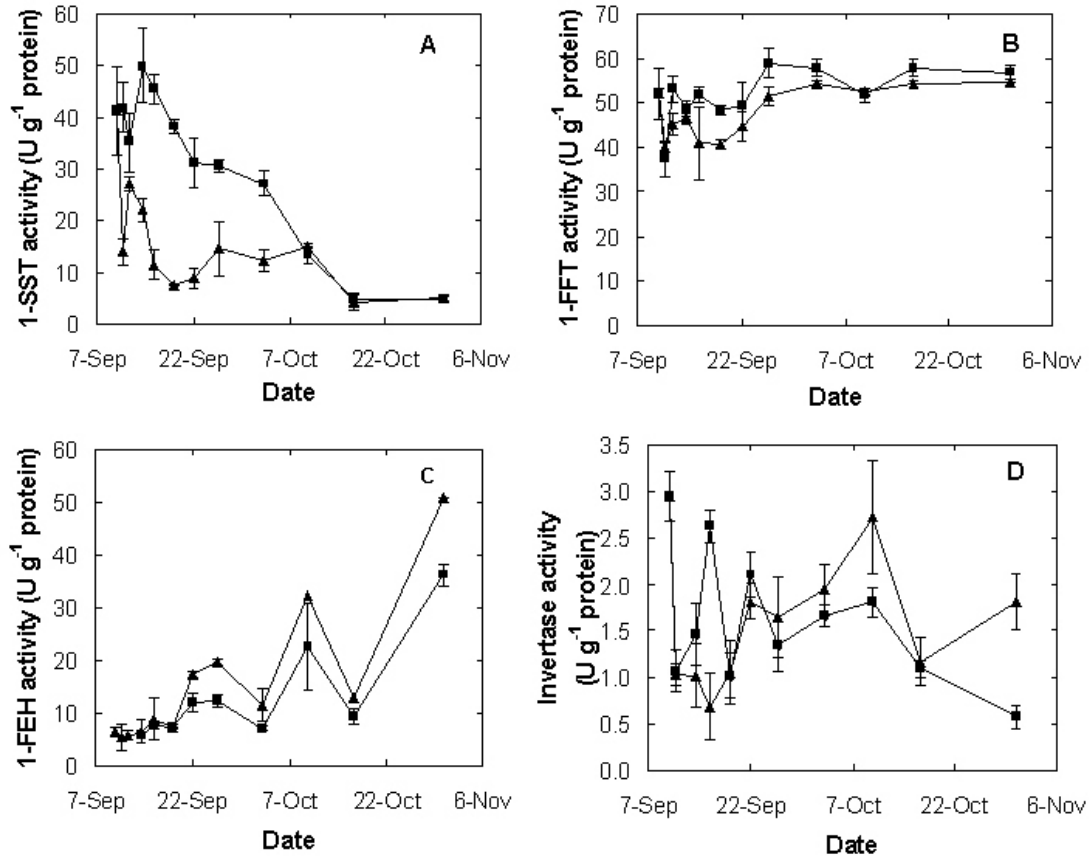 A
1-SST activity (U g⁻¹ protein)
60
50
40
30
20
10
0
7-Sep 22-Sep 7-Oct 22-Oct 6-Nov
Date
B
1-FFT activity (U g⁻¹ protein)
70
60
50
40
30
20
10
0
7-Sep 22-Sep 7-Oct 22-Oct 6-Nov
Date
C
1-FEH activity (U g⁻¹ protein)
60
50
40
30
20
10
0
7-Sep 22-Sep 7-Oct 22-Oct 6-Nov
Date
D
Invertase activity
(U g⁻¹ protein)
3.5
3.0
2.5
2.0
1.5
1.0
0.5
0.0
7-Sep 22-Sep 7-Oct 22-Oct 6-Nov
Date